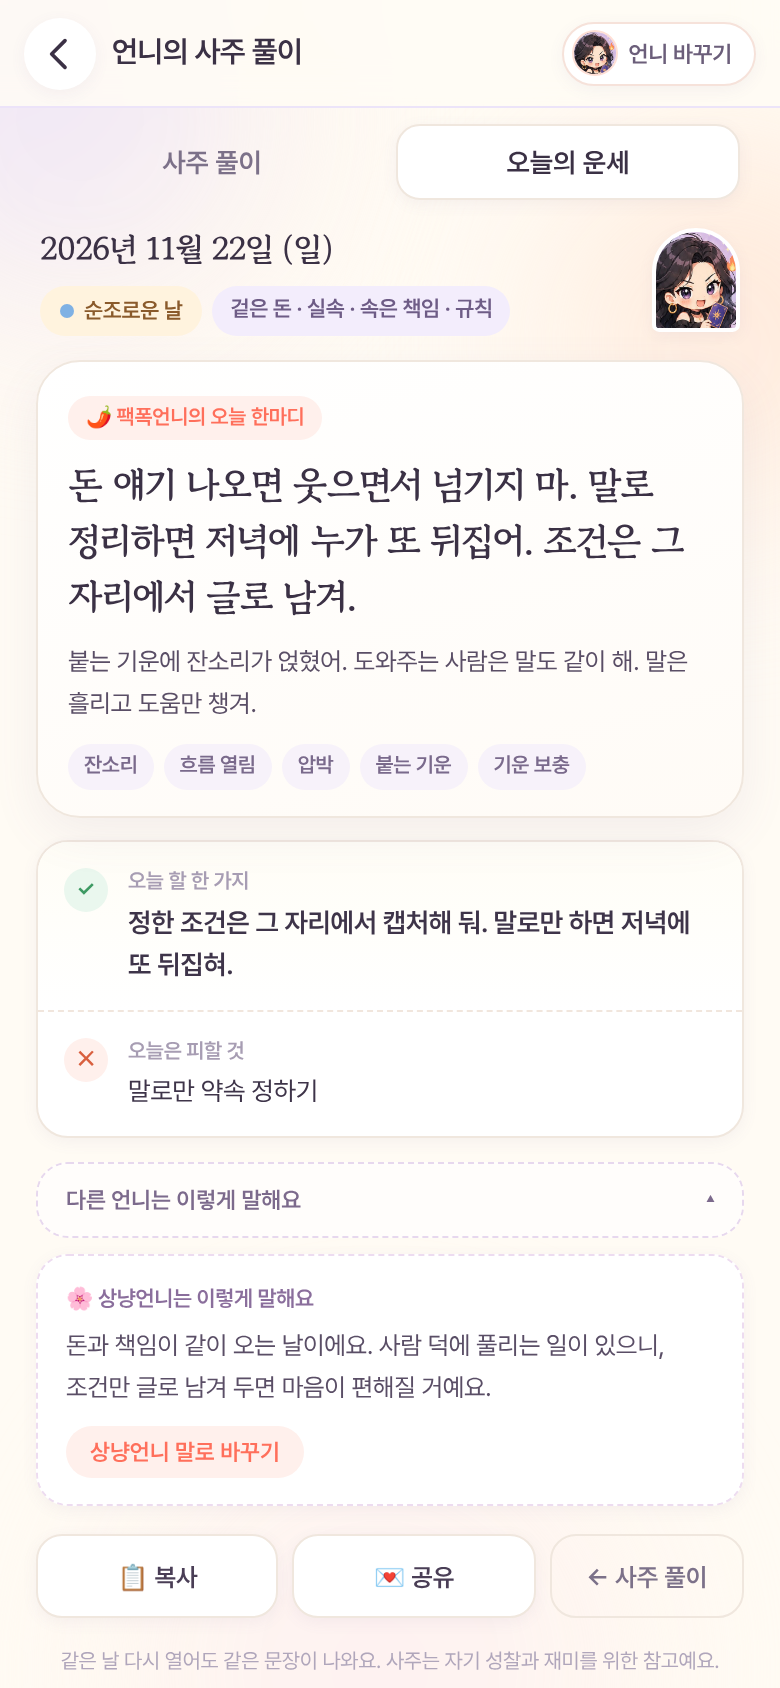 언니의 사주 풀이
언니 바꾸기
사주 풀이
오늘의 운세
2026년 11월 22일 (일)
순조로운 날
겉은 돈 · 실속 · 속은 책임 · 규칙
🌶️ 팩폭언니의 오늘 한마디
돈 얘기 나오면 웃으면서 넘기지 마. 말로
정리하면 저녁에 누가 또 뒤집어. 조건은 그
자리에서 글로 남겨.
붙는 기운에 잔소리가 얹혔어. 도와주는 사람은 말도 같이 해. 말은
흘리고 도움만 챙겨.
잔소리
흐름 열림
압박
붙는 기운
기운 보충
오늘 할 한 가지
정한 조건은 그 자리에서 캡처해 둬. 말로만 하면 저녁에
또 뒤집혀.
오늘은 피할 것
말로만 약속 정하기
다른 언니는 이렇게 말해요
▲
🌸 상냥언니는 이렇게 말해요
돈과 책임이 같이 오는 날이에요. 사람 덕에 풀리는 일이 있으니,
조건만 글로 남겨 두면 마음이 편해질 거예요.
상냥언니 말로 바꾸기
📋 복사
💌 공유
← 사주 풀이
같은 날 다시 열어도 같은 문장이 나와요. 사주는 자기 성찰과 재미를 위한 참고예요.